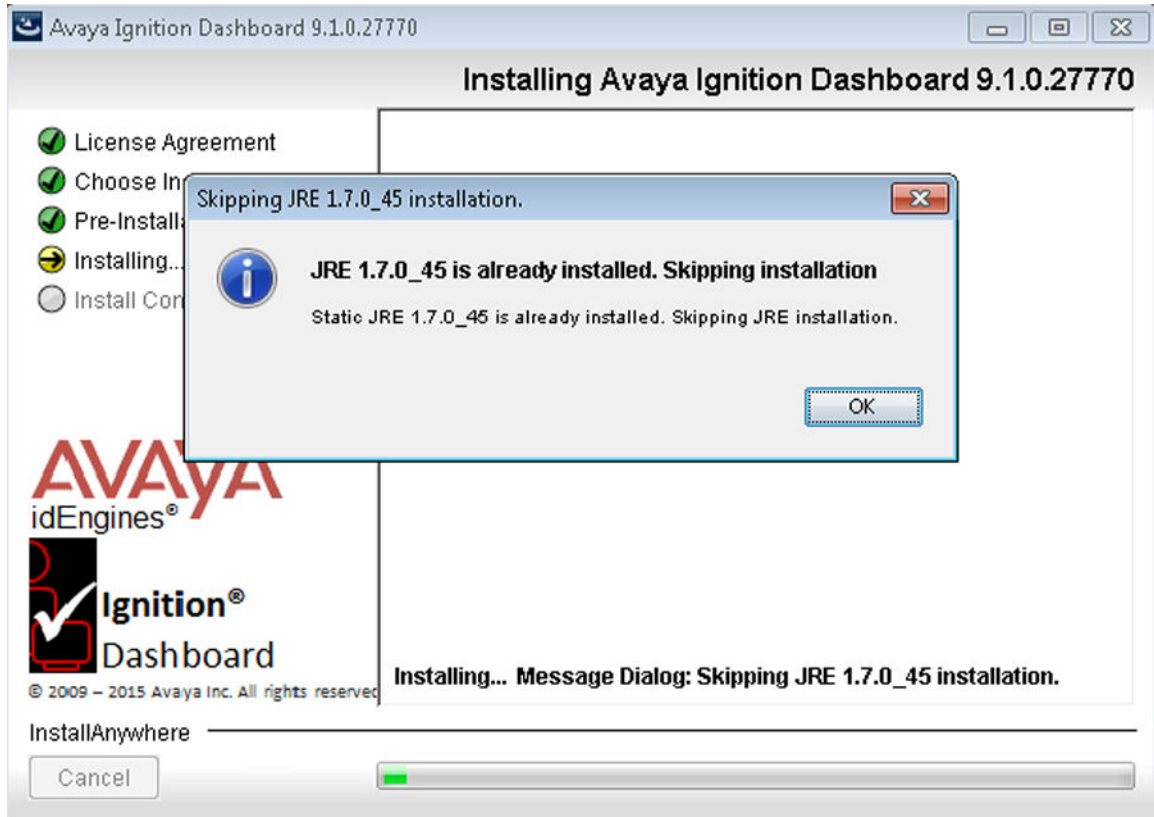 Avaya Ignition Dashboard 9.1.0.27770
Installing Avaya Ignition Dashboard 9.1.0.27770
License Agreement
Choose In
Pre-Install
Installing...
Install Con
Skipping JRE 1.7.0_45 installation.
JRE 1.7.0_45 is already installed. Skipping installation
Static JRE 1.7.0_45 is already installed. Skipping JRE installation.
OK
AVAYA
idEngines®
Ignition®
Dashboard
© 2009 – 2015 Avaya Inc. All rights reserved
Installing... Message Dialog: Skipping JRE 1.7.0_45 installation.
InstallAnywhere
Cancel